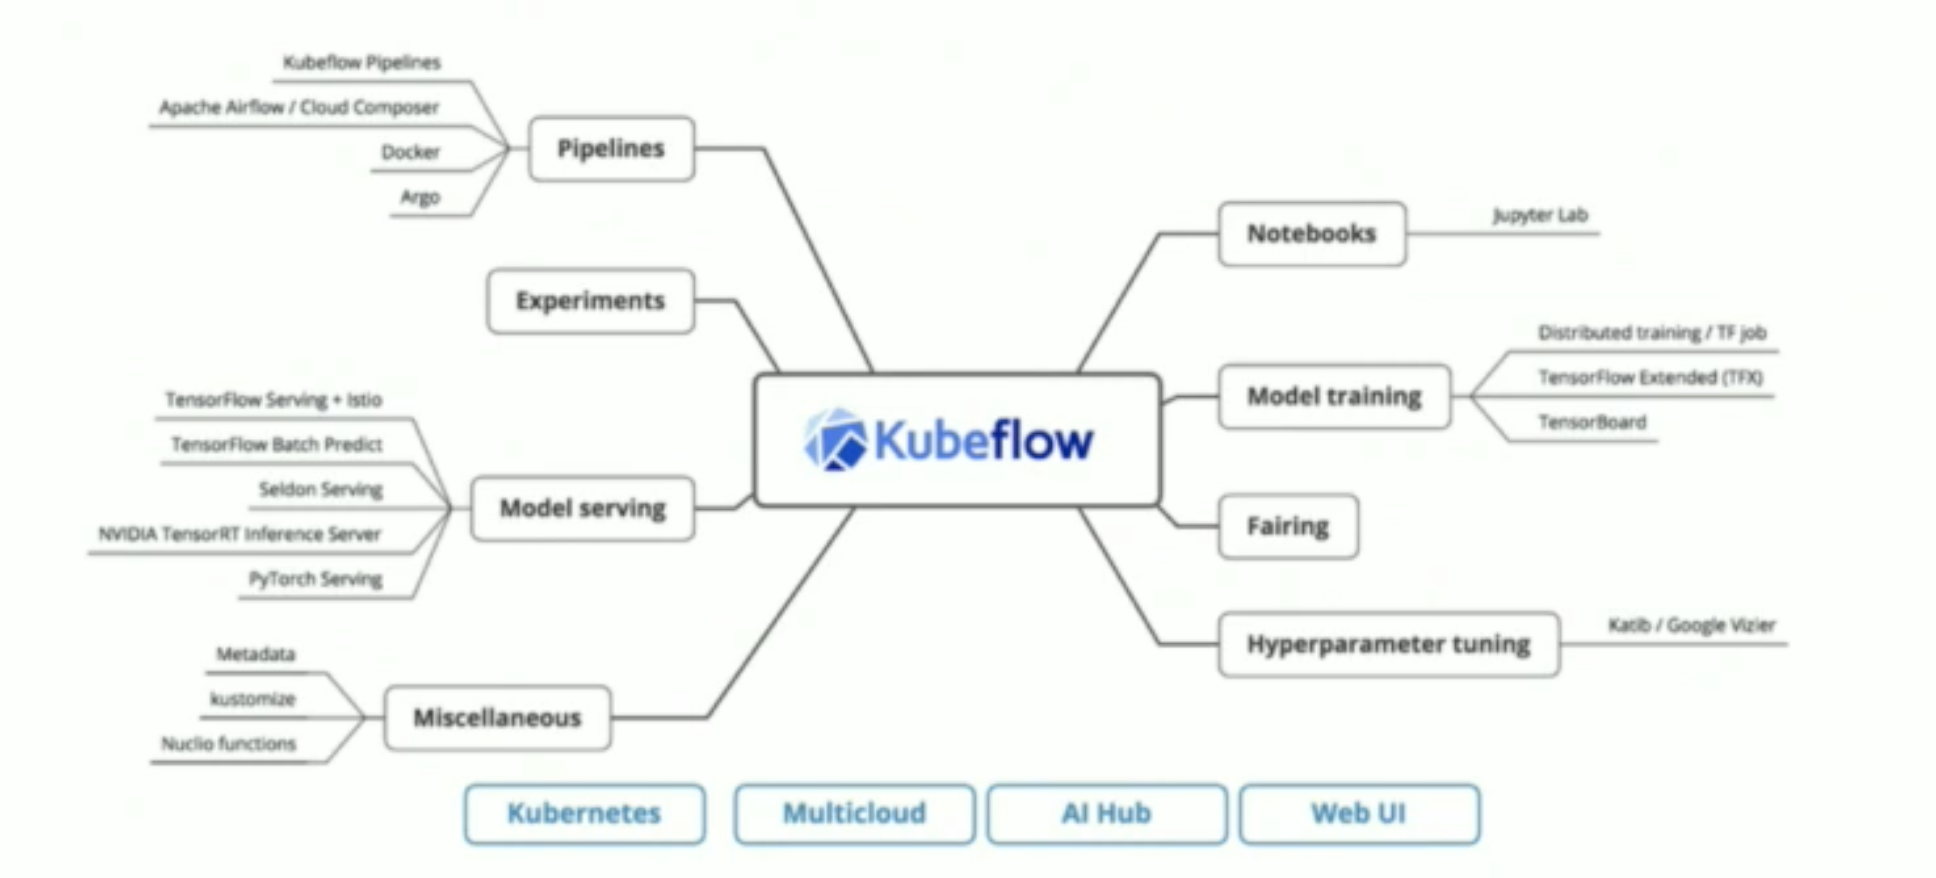 Kubeflow Pipelines
Apache Airflow / Cloud Composer
Docker
Argo
Pipelines
Experiments
TensorFlow Serving + Istio
TensorFlow Batch Predict
Seldon Serving
NVIDIA TensorRT Inference Server
PyTorch Serving
Model serving
Metadata
kustomize
Nuclio functions
Miscellaneous
Kubeflow
Notebooks
Jupyter Lab
Model training
Distributed training / TF job
TensorFlow Extended (TFX)
TensorBoard
Fairing
Hyperparameter tuning
Katib / Google Vizier
Kubernetes
Multicloud
AI Hub
Web UI